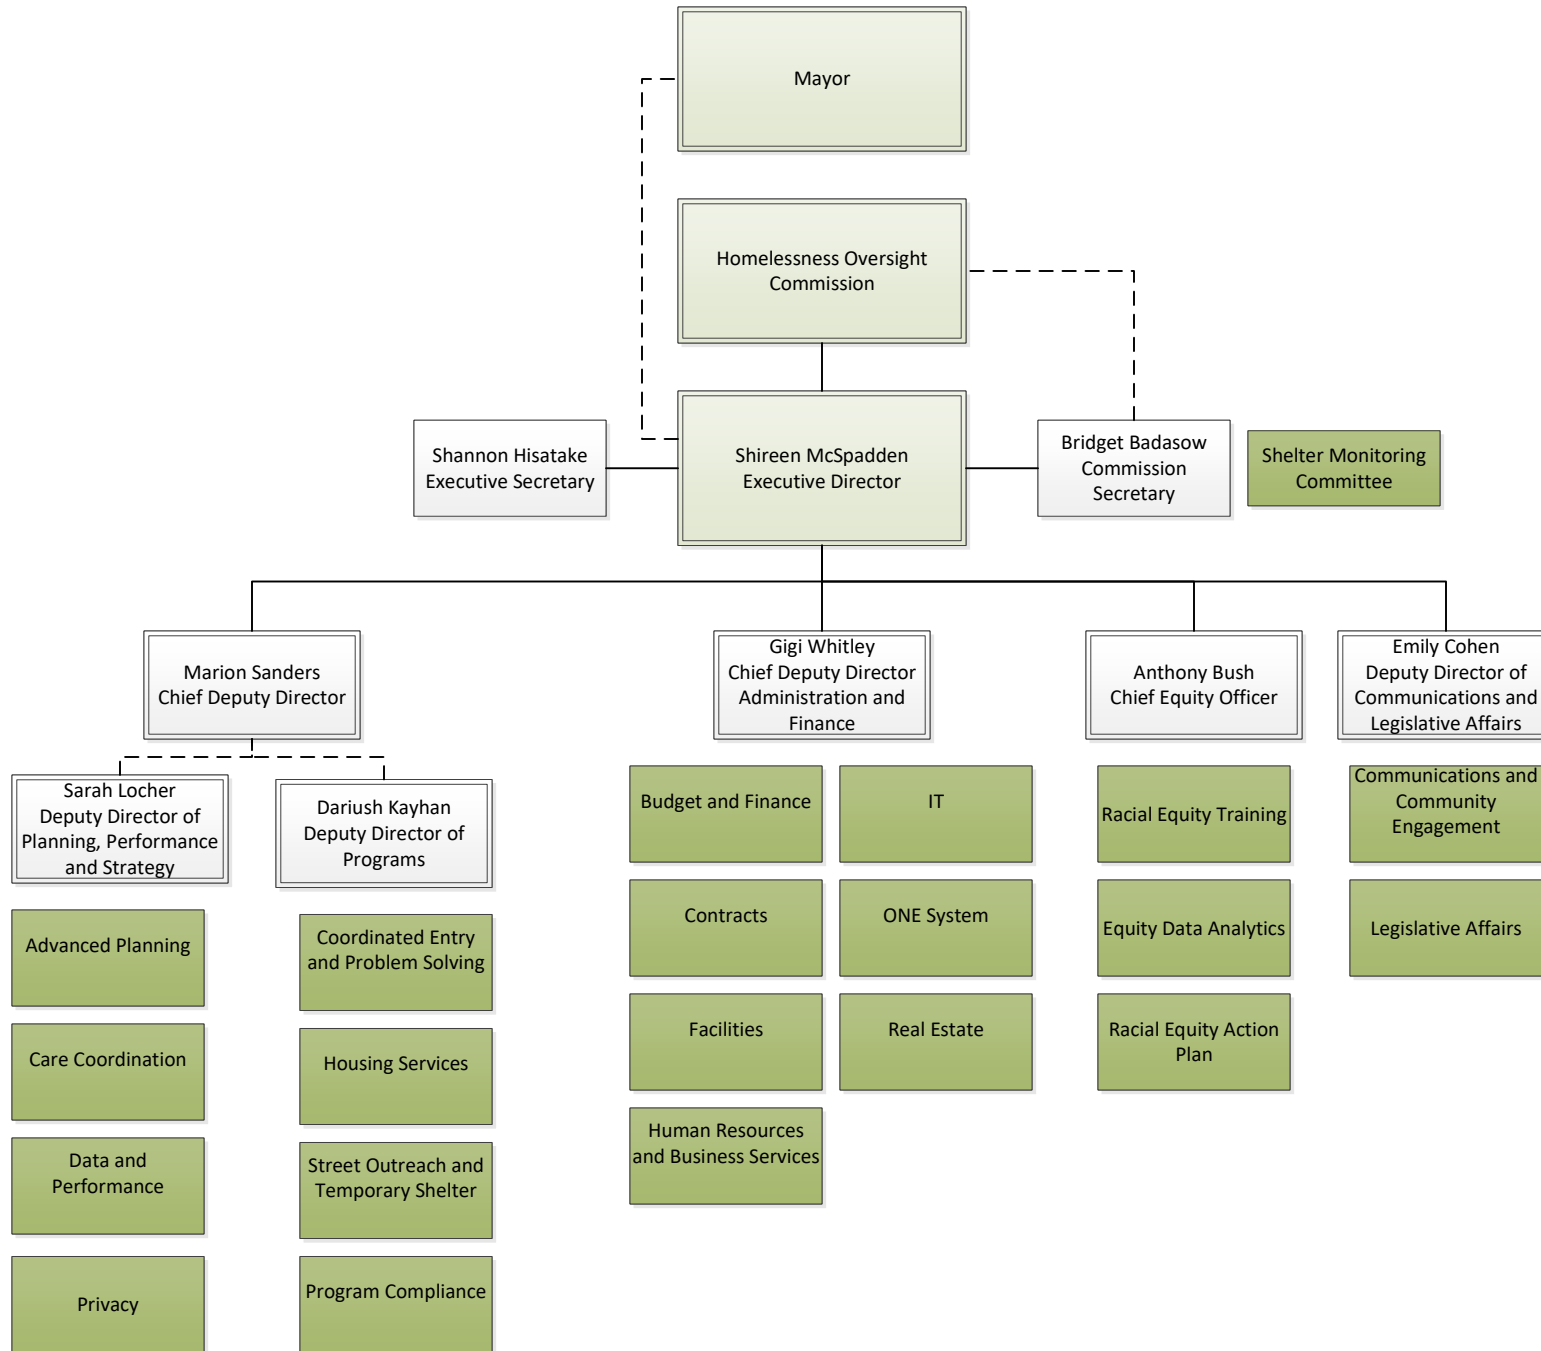 Mayor
Homelessness Oversight
Commission
Shannon Hisatake
Executive Secretary
Shireen McSpadden
Executive Director
Bridget Badasow
Commission
Secretary
Shelter Monitoring
Committee
Marion Sanders
Chief Deputy Director
Gigi Whitley
Chief Deputy Director
Administration and
Finance
Anthony Bush
Chief Equity Officer
Emily Cohen
Deputy Director of
Communications and
Legislative Affairs
Sarah Locher
Deputy Director of
Planning, Performance
and Strategy
Dariush Kayhan
Deputy Director of
Programs
Advanced Planning
Care Coordination
Data and
Performance
Privacy
Coordinated Entry
and Problem Solving
Housing Services
Street Outreach and
Temporary Shelter
Program Compliance
Budget and Finance
Contracts
Facilities
Human Resources
and Business Services
IT
ONE System
Real Estate
Racial Equity Training
Equity Data Analytics
Racial Equity Action
Plan
Communications and
Community
Engagement
Legislative Affairs